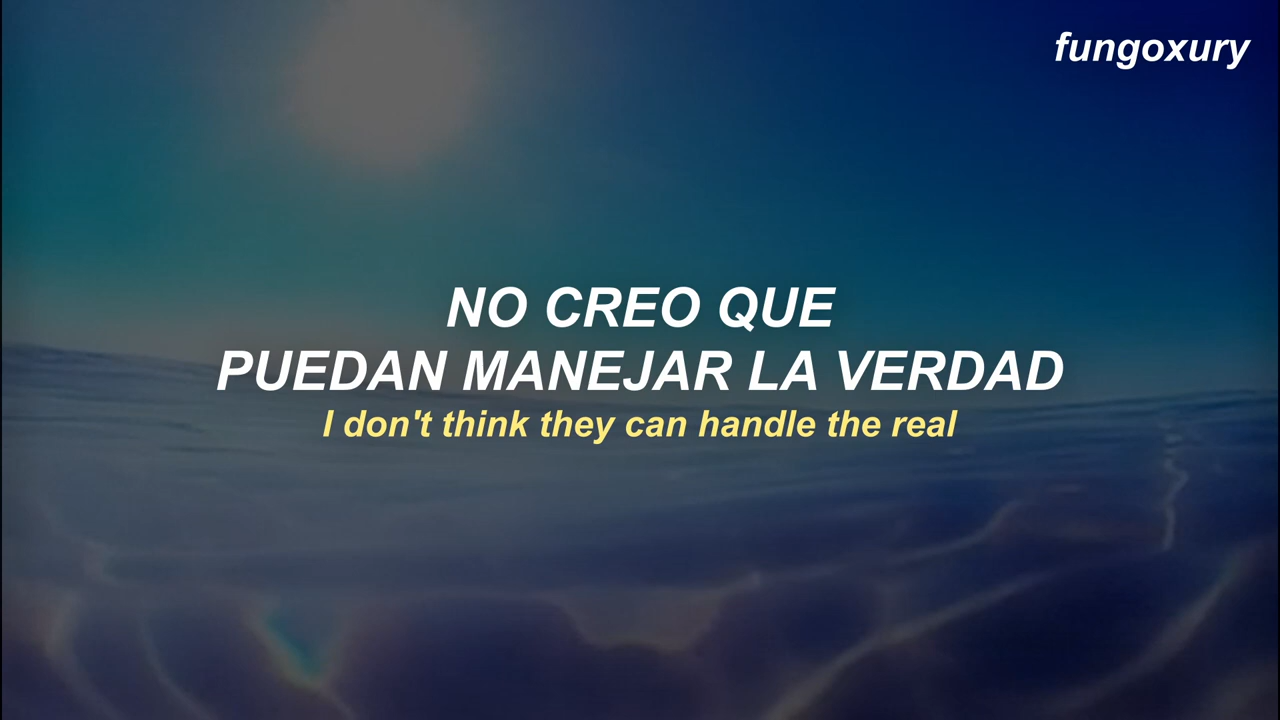 fungoxury
NO CREO QUE
PUEDAN MANEJAR LA VERDAD
I don't think they can handle the real